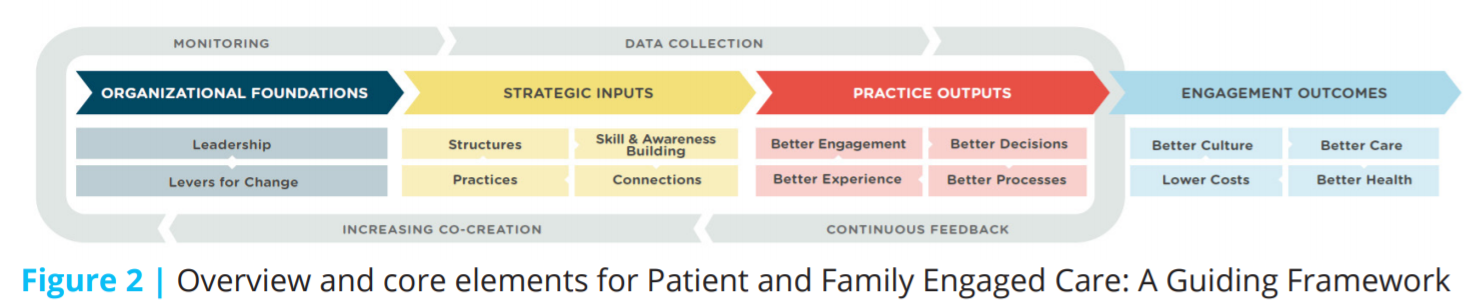 MONITORING
DATA COLLECTION
ORGANIZATIONAL FOUNDATIONS
STRATEGIC INPUTS
PRACTICE OUTPUTS
ENGAGEMENT OUTCOMES
Leadership
Levers for Change
Structures
Skill & Awareness
Building
Practices
Connections
Better Engagement
Better Decisions
Better Experience
Better Processes
Better Culture
Better Care
Lower Costs
Better Health
INCREASING CO-CREATION
CONTINUOUS FEEDBACK
Figure 2 | Overview and core elements for Patient and Family Engaged Care: A Guiding Framework